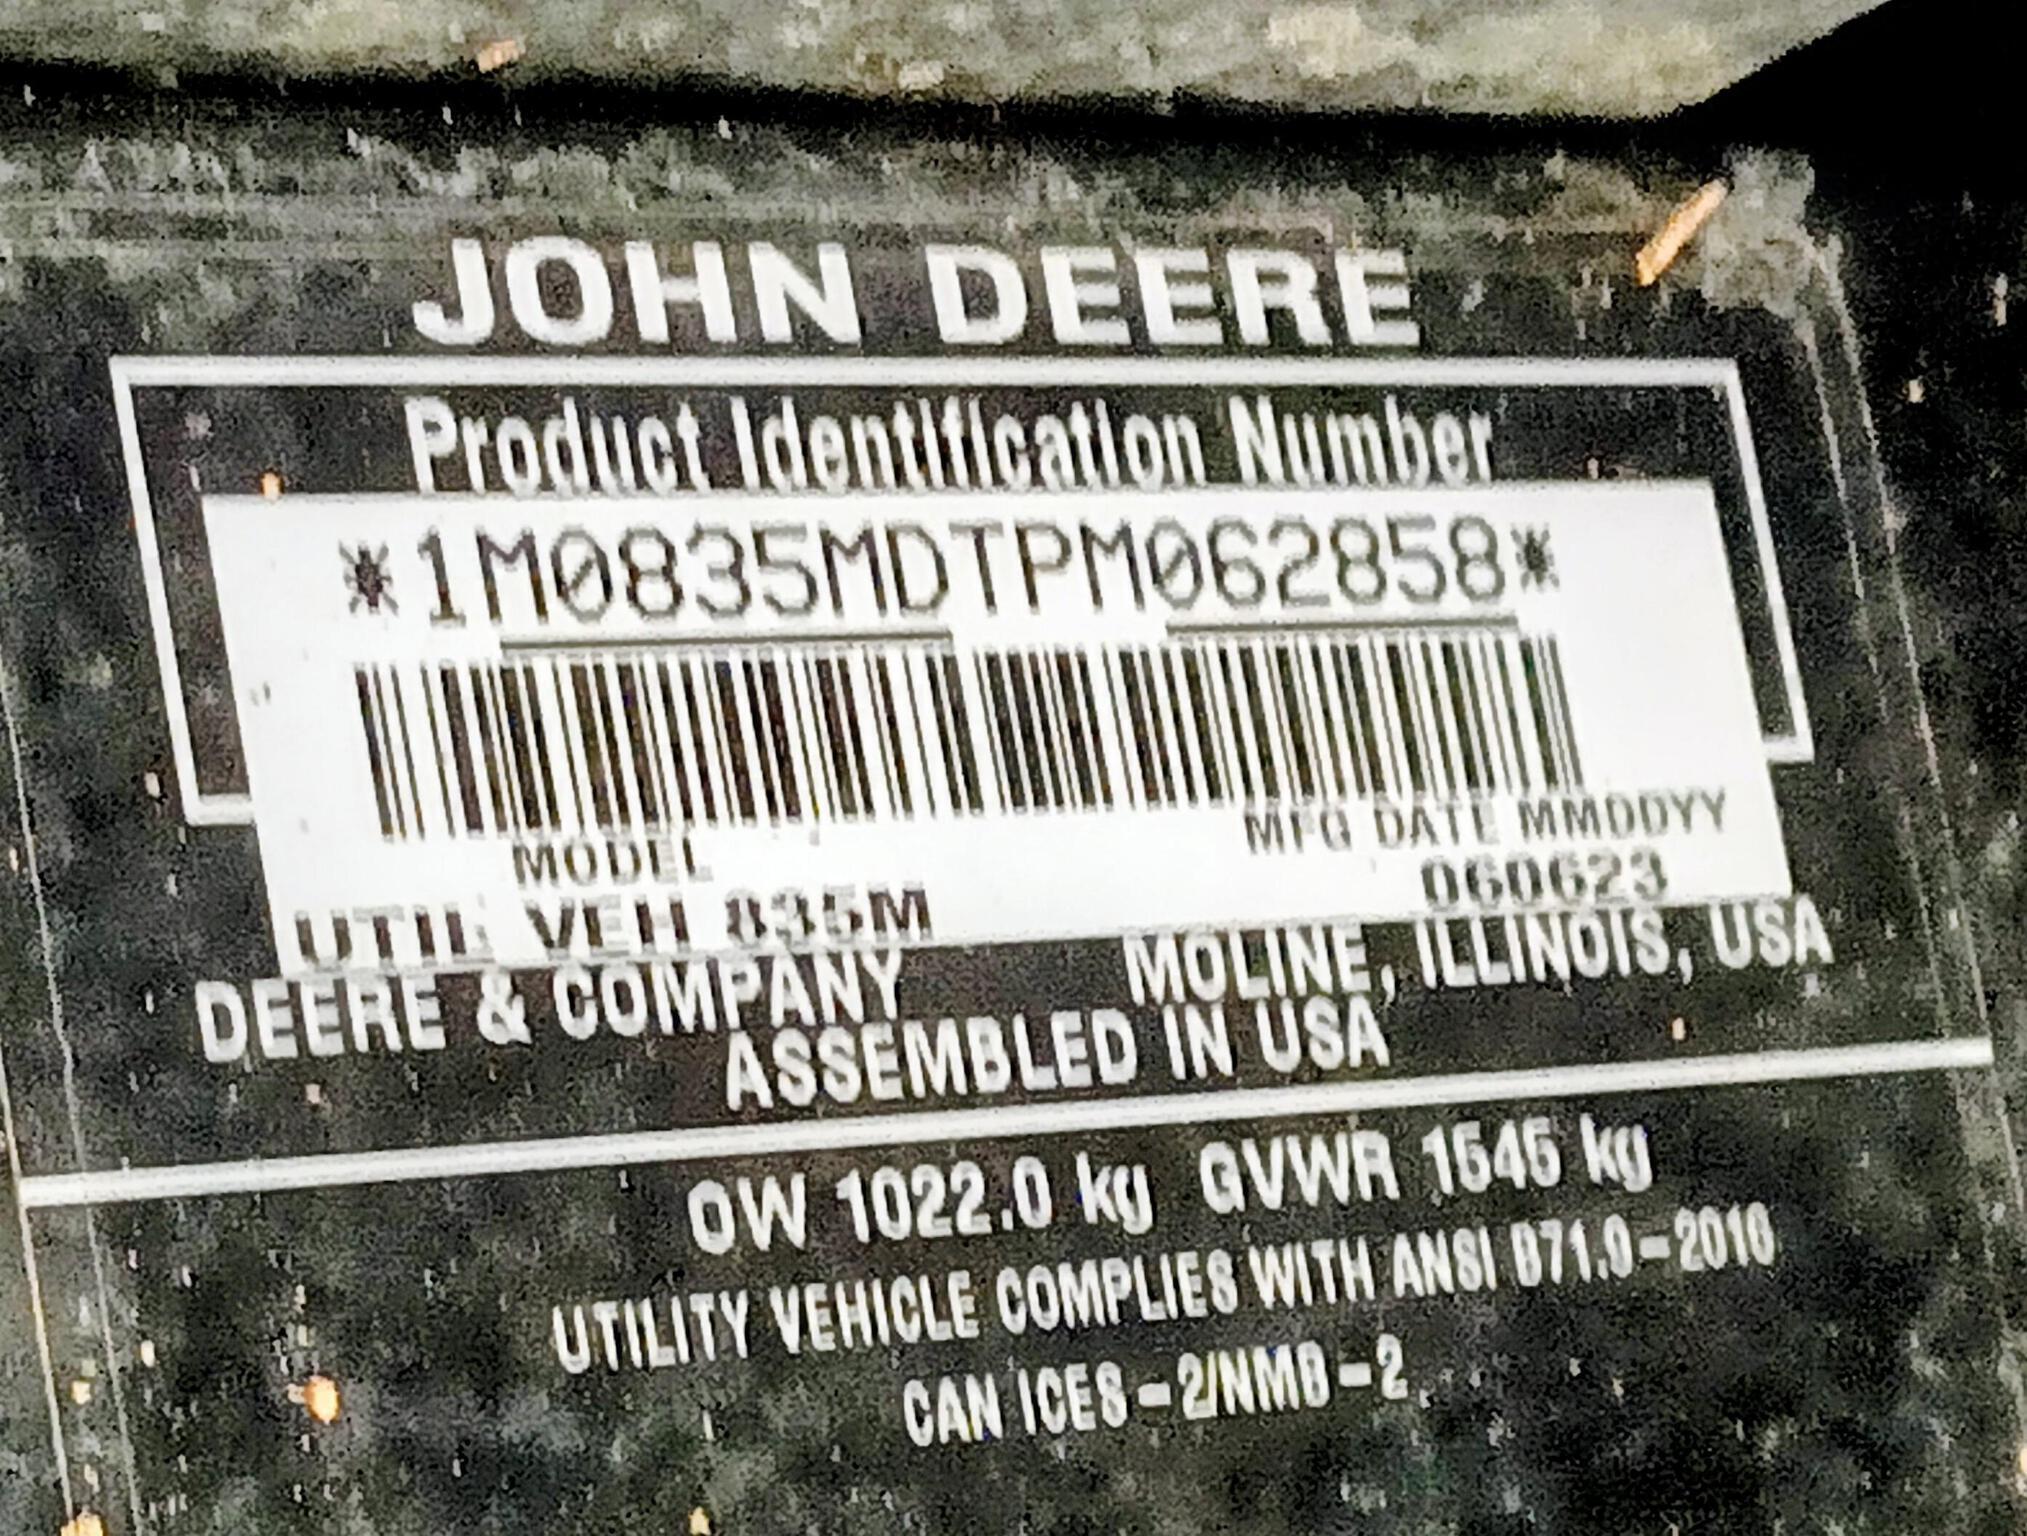 JOHN DEERE
Product Identification Number
*1M0835MDTPM062858*
MFG DATE MMDDYY
MODEL
060623
UTIL VEH 835M
DEERE & COMPANY MOLINE, ILLINOIS, USA
ASSEMBLED IN USA
OW 1022.0 kg GVWR 1545 kg
UTILITY VEHICLE COMPLIES WITH ANSI B71.9-2016
CAN ICES-2/NMB-2